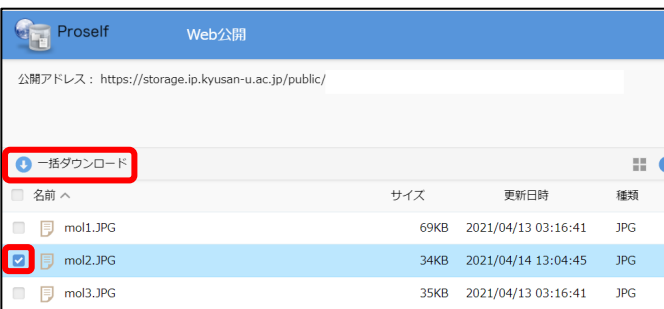 Proself Web公開
公開アドレス： https://storage.ip.kyusan-u.ac.jp/public/
一括ダウンロード
名前 サイズ 更新日時 種類
mol1.JPG 69KB 2021/04/13 03:16:41 JPG
mol2.JPG 34KB 2021/04/14 13:04:45 JPG
mol3.JPG 35KB 2021/04/13 03:16:41 JPG